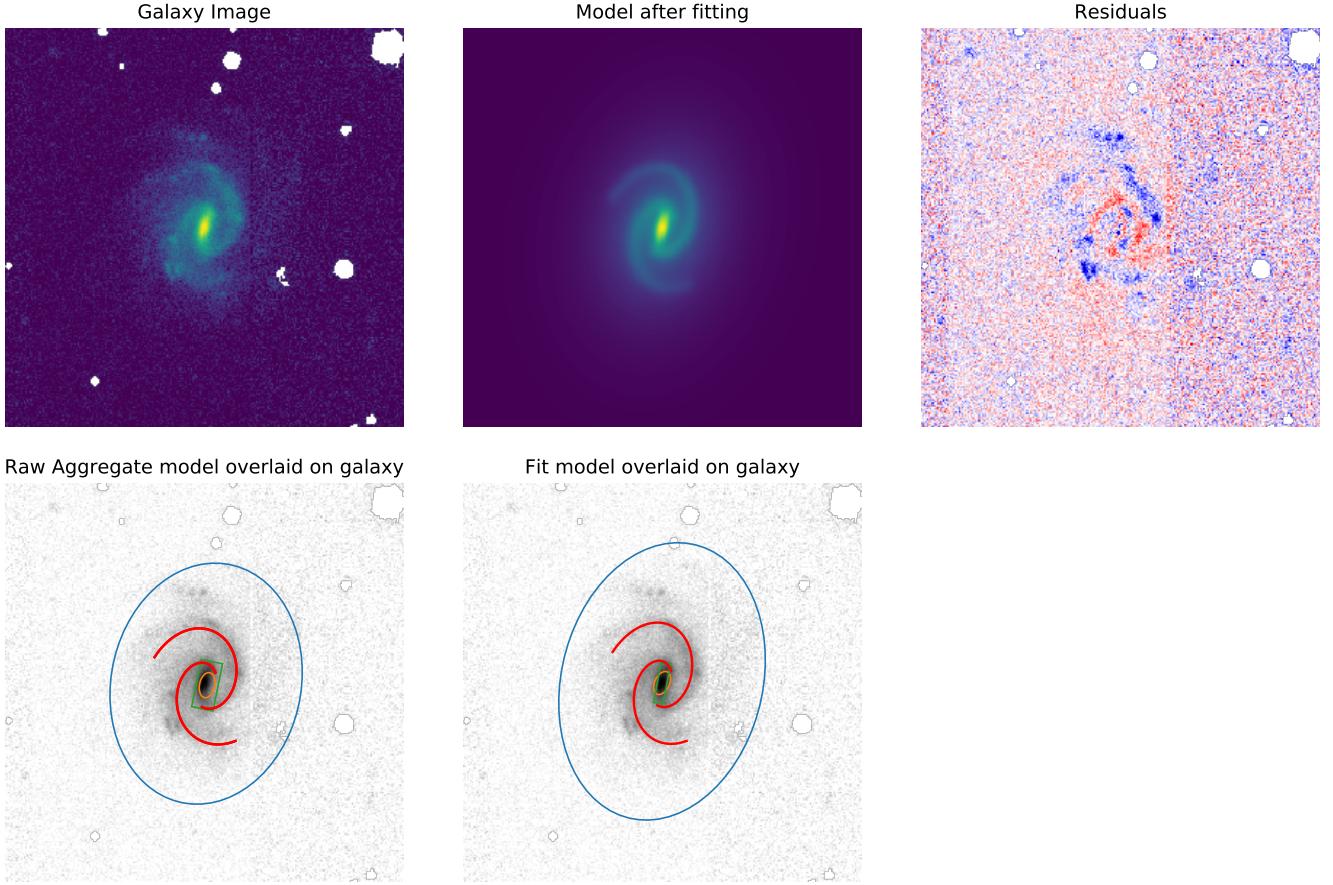 Galaxy Image
Model after fitting
Residuals
Raw Aggregate model overlaid on galaxy
Fit model overlaid on galaxy